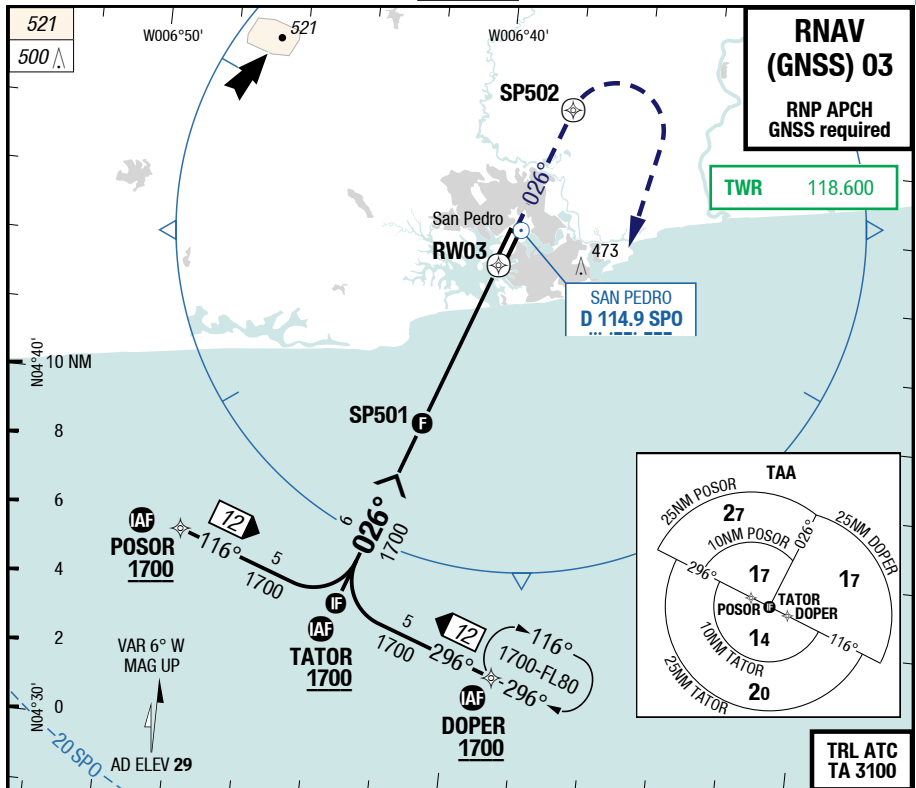 521
500
W006°50'
521
W006°40'
RNAV
(GNSS) 03
RNP APCH
GNSS required
TWR 118.600
SP502
026°
San Pedro
RW03
473
SAN PEDRO
D 114.9 SPO
N04°40'
10 NM
8
6
4
2
0
N04°30'
SP501
F
IAF
POSOR
1700
12
116°
5
1700
6
026°
1700
IF
IAF
TATOR
1700
12
5
1700
296°
116°
1700-FL80
296°
IAF
DOPER
1700
VAR 6° W
MAG UP
AD ELEV 29
20 SPO
TAA
25NM POSOR
27
10NM POSOR
026°
25NM DOPER
17
17
296°
POSOR
IF
TATOR
DOPER
116°
14
10NM TATOR
25NM TATOR
20
TRL ATC
TA 3100